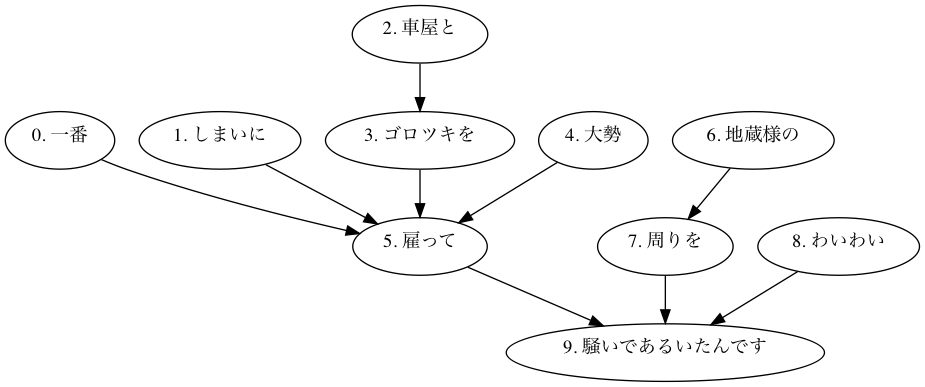 2. 車屋と
0. 一番
1. しまいに
3. ゴロツキを
4. 大勢
6. 地蔵様の
5. 雇って
7. 周りを
8. わいわい
9. 騒いであるいたんです